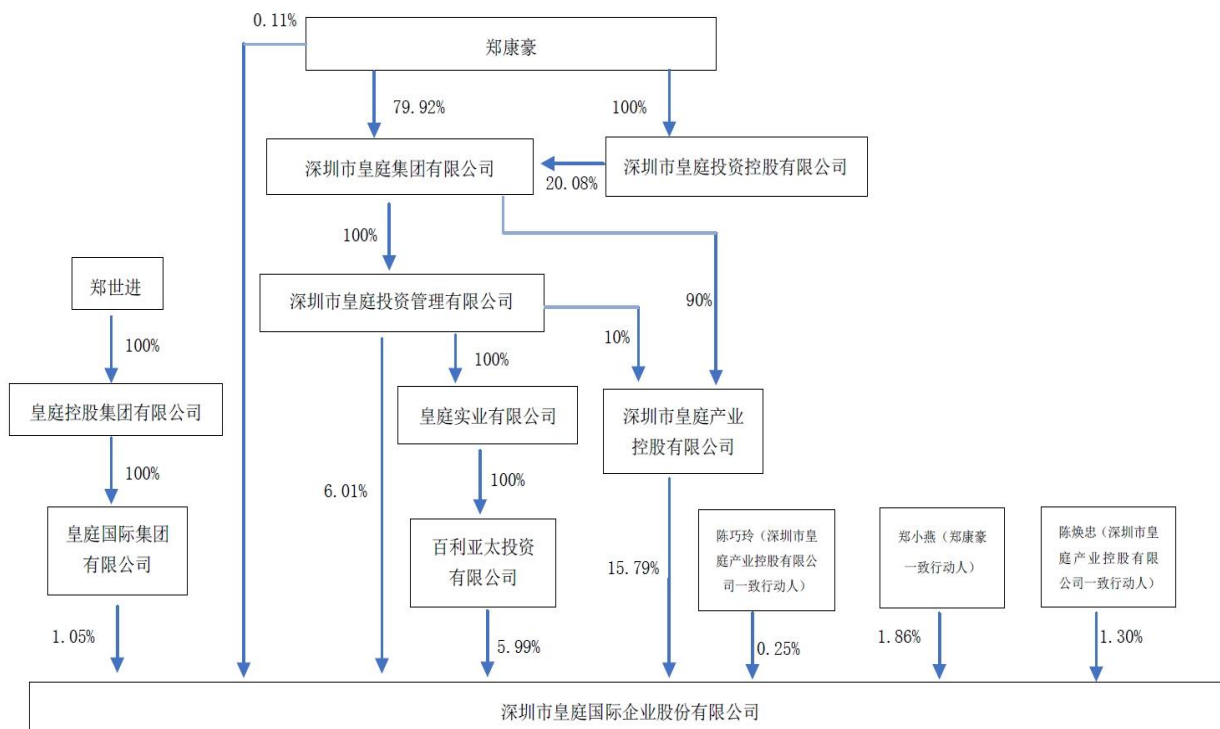 0.11%
郑康豪
79.92%
100%
深圳市皇庭集团有限公司
深圳市皇庭投资控股有限公司
20.08%
100%
郑世进
深圳市皇庭投资管理有限公司
90%
10%
100%
100%
皇庭控股集团有限公司
皇庭实业有限公司
深圳市皇庭产业
控股有限公司
100%
100%
6.01%
皇庭国际集团
有限公司
百利亚太投资
有限公司
15.79%
陈巧玲（深圳市皇
庭产业控股有限公
司一致行动人）
郑小燕（郑康豪
一致行动人）
陈焕忠（深圳市皇
庭产业控股有限
公司一致行动人）
1.05%
5.99%
0.25%
1.86%
1.30%
深圳市皇庭国际企业股份有限公司